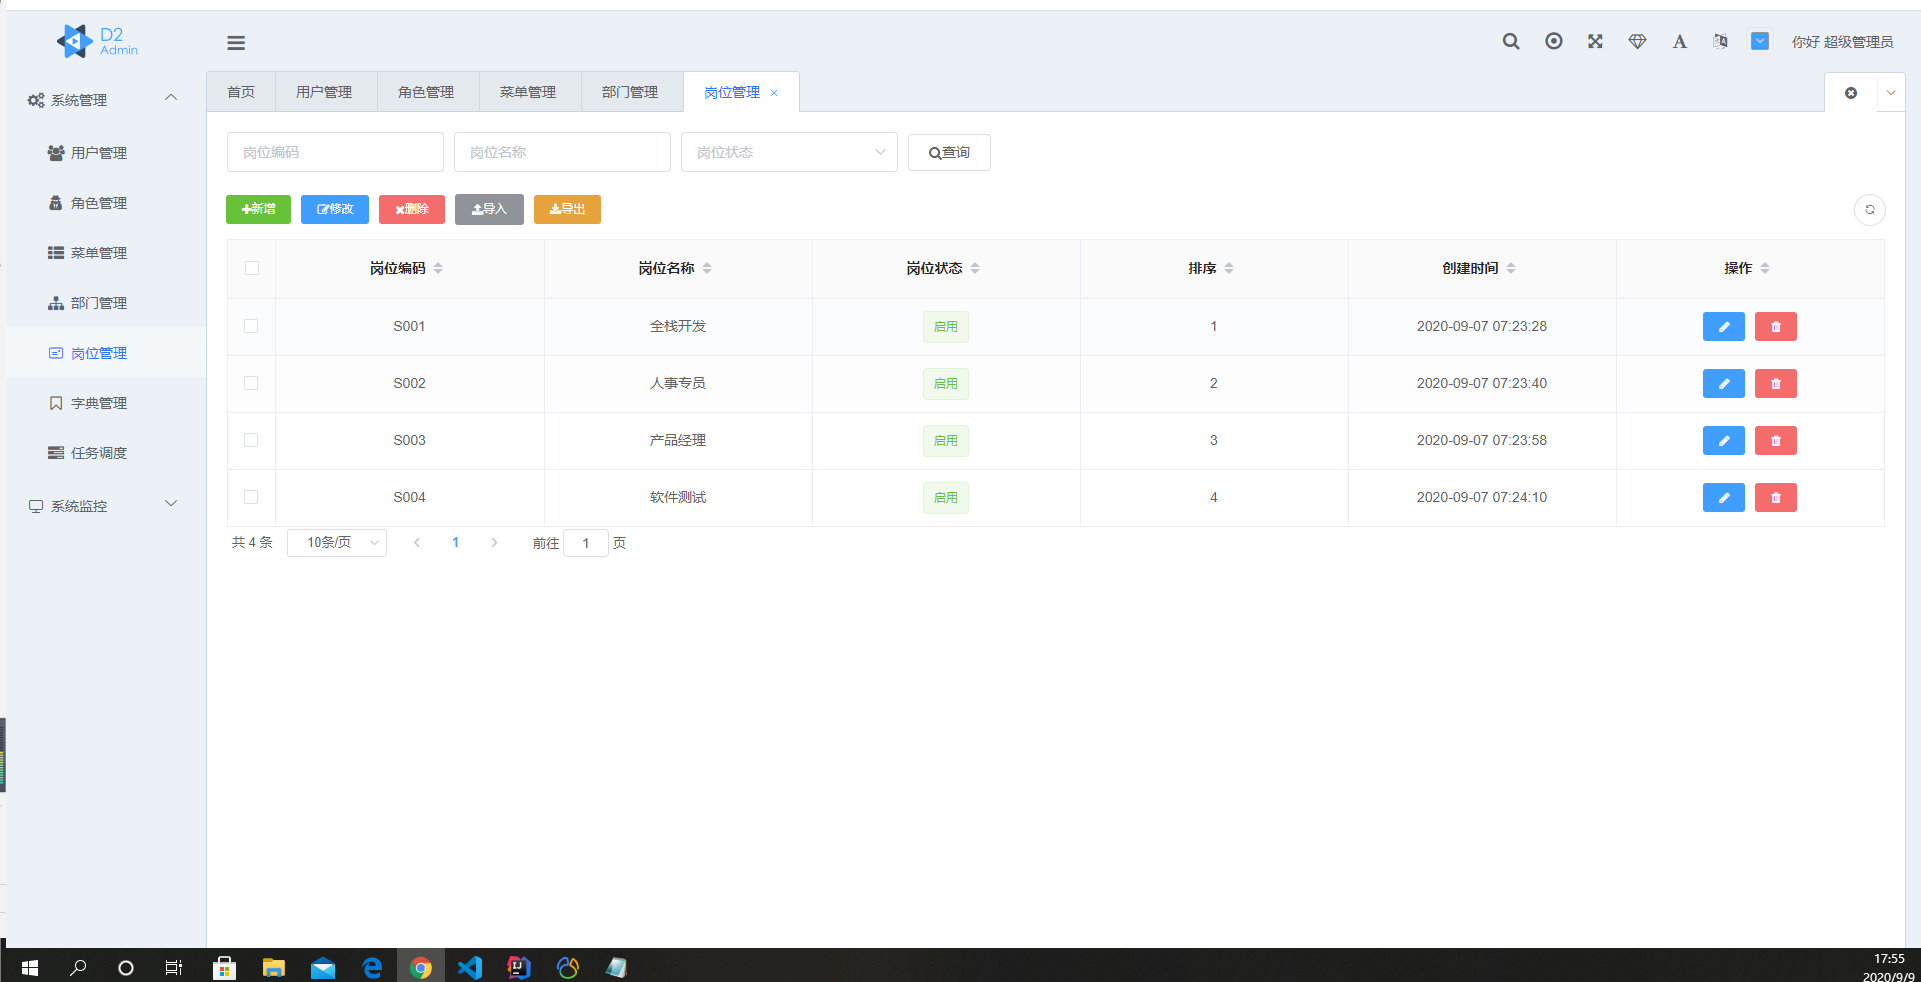 D2
Admin
你好 超级管理员
系统管理
用户管理
角色管理
菜单管理
部门管理
岗位管理
字典管理
任务调度
系统监控
首页 用户管理 角色管理 菜单管理 部门管理 岗位管理
岗位编码 岗位名称 岗位状态 查询
新增 修改 删除 导入 导出
岗位编码 岗位名称 岗位状态 排序 创建时间 操作
S001 全栈开发 启用 1 2020-09-07 07:23:28
S002 人事专员 启用 2 2020-09-07 07:23:40
S003 产品经理 启用 3 2020-09-07 07:23:58
S004 软件测试 启用 4 2020-09-07 07:24:10
共 4 条 10条/页 1 前往 1 页
17:55
2020/9/9